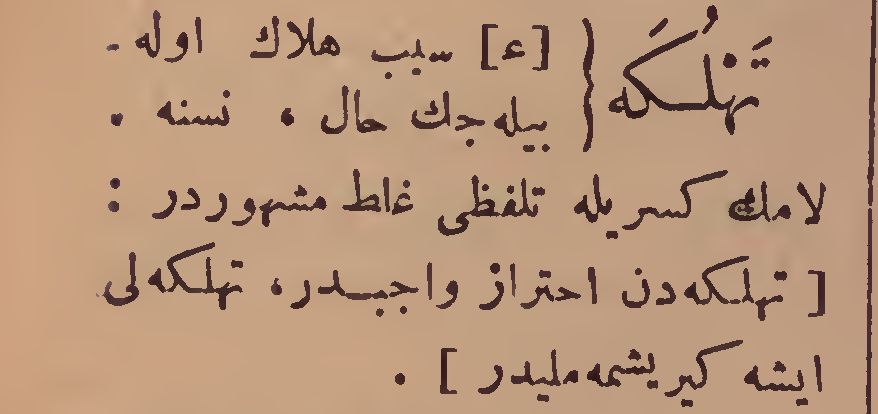 تَهْلُكَه { [ع] سبب هلاك اوله-
بیله‌جك حال ، نسنه .
لامك كسریله تلفظی غلط مشهوردر :
[ تهلكه‌دن احتراز واجبدر، تهلكه‌لی
ایشه كیریشمه‌ملیدر ] .